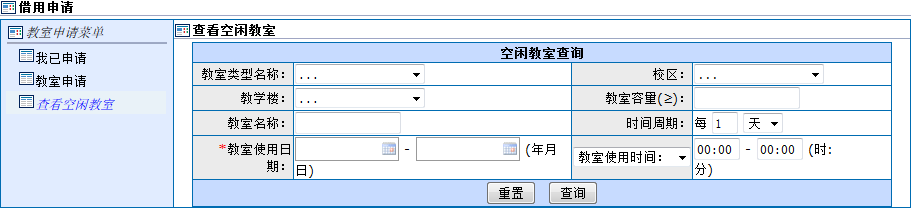 借用申请
教室申请菜单
我已申请
教室申请
查看空闲教室
查看空闲教室
空闲教室查询
教室类型名称： ...
校区： ...
教学楼： ...
教室容量(≥)：
教室名称：
时间周期： 每 1 天
*教室使用日期： - (年月日)
教室使用时间： 00:00 - 00:00 (时:分)
重置 查询